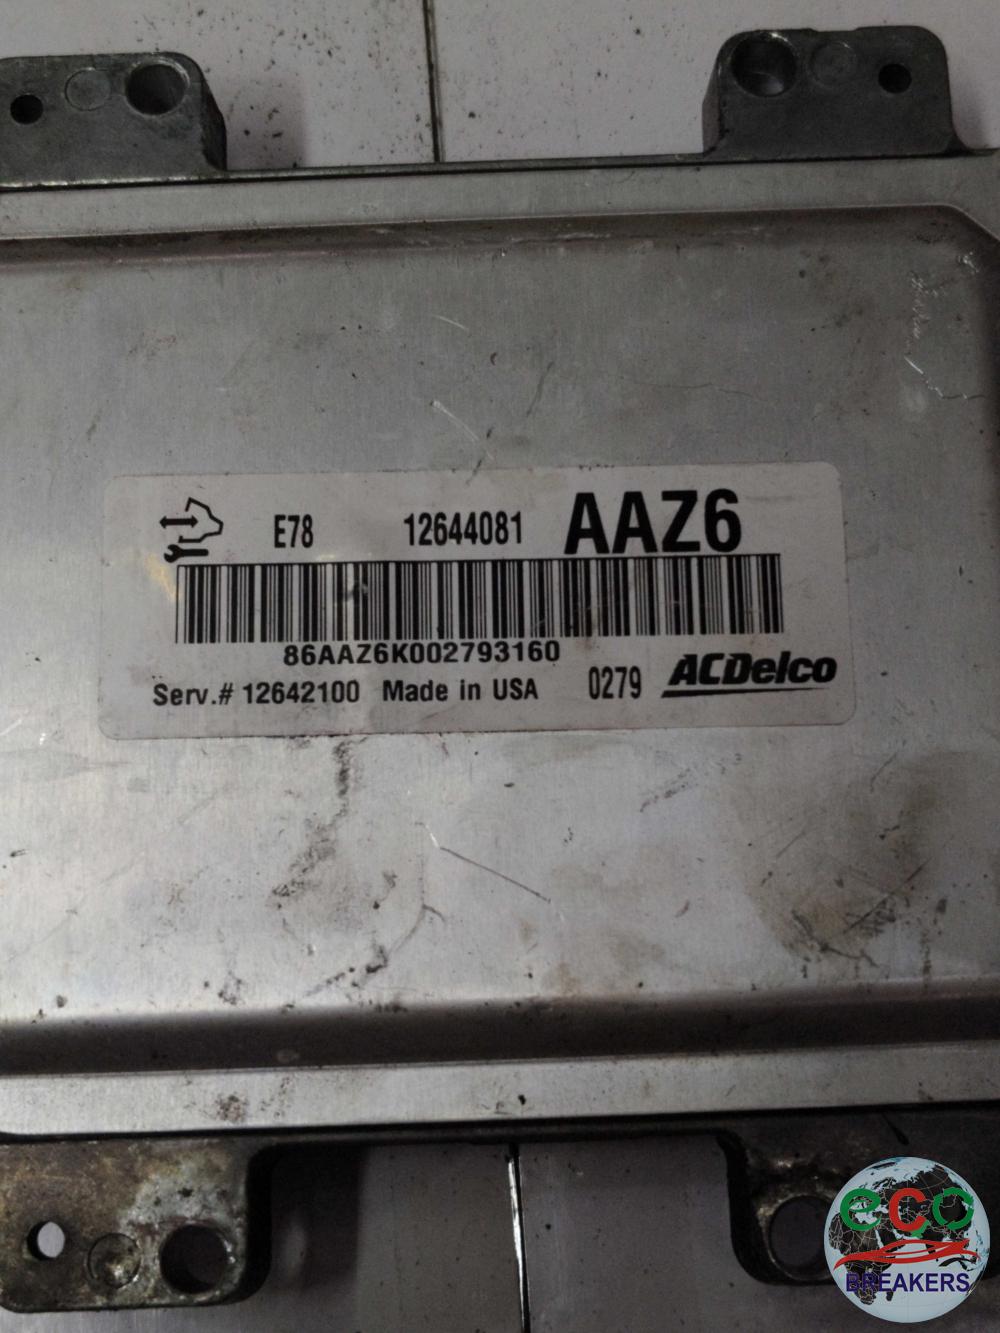 E78 12644081 AAZ6
86AAZ6K002793160
Serv.# 12642100 Made in USA 0279 ACDelco
eco
BREAKERS